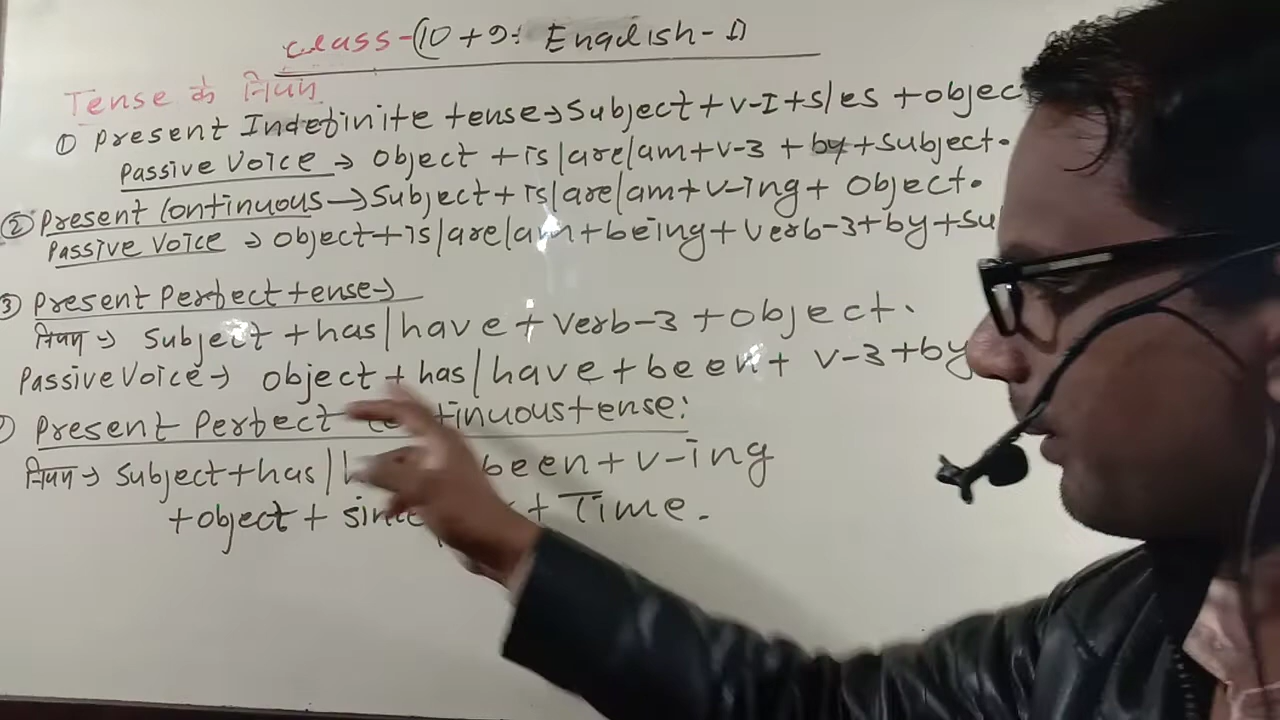 class-(10+9: English-II
Tense के नियम
① Present Indefinite tense→Subject+v-I+s/es +objec
Passive Voice → object +is/are/am+v-3 +by+subject.
② Present Continuous →Subject+is/are/am+v-ing+ Object.
Passive Voice → object+is/are/am+being+verb-3+by+su
③ Present Perfect tense→
नियम → Subject +has/have+verb-3 +object.
Passive Voice→ object+has/have+been+ v-3+by
Present Perfect tinuous tense:
नियम → Subject+has/h been+v-ing
+object+ since + Time.